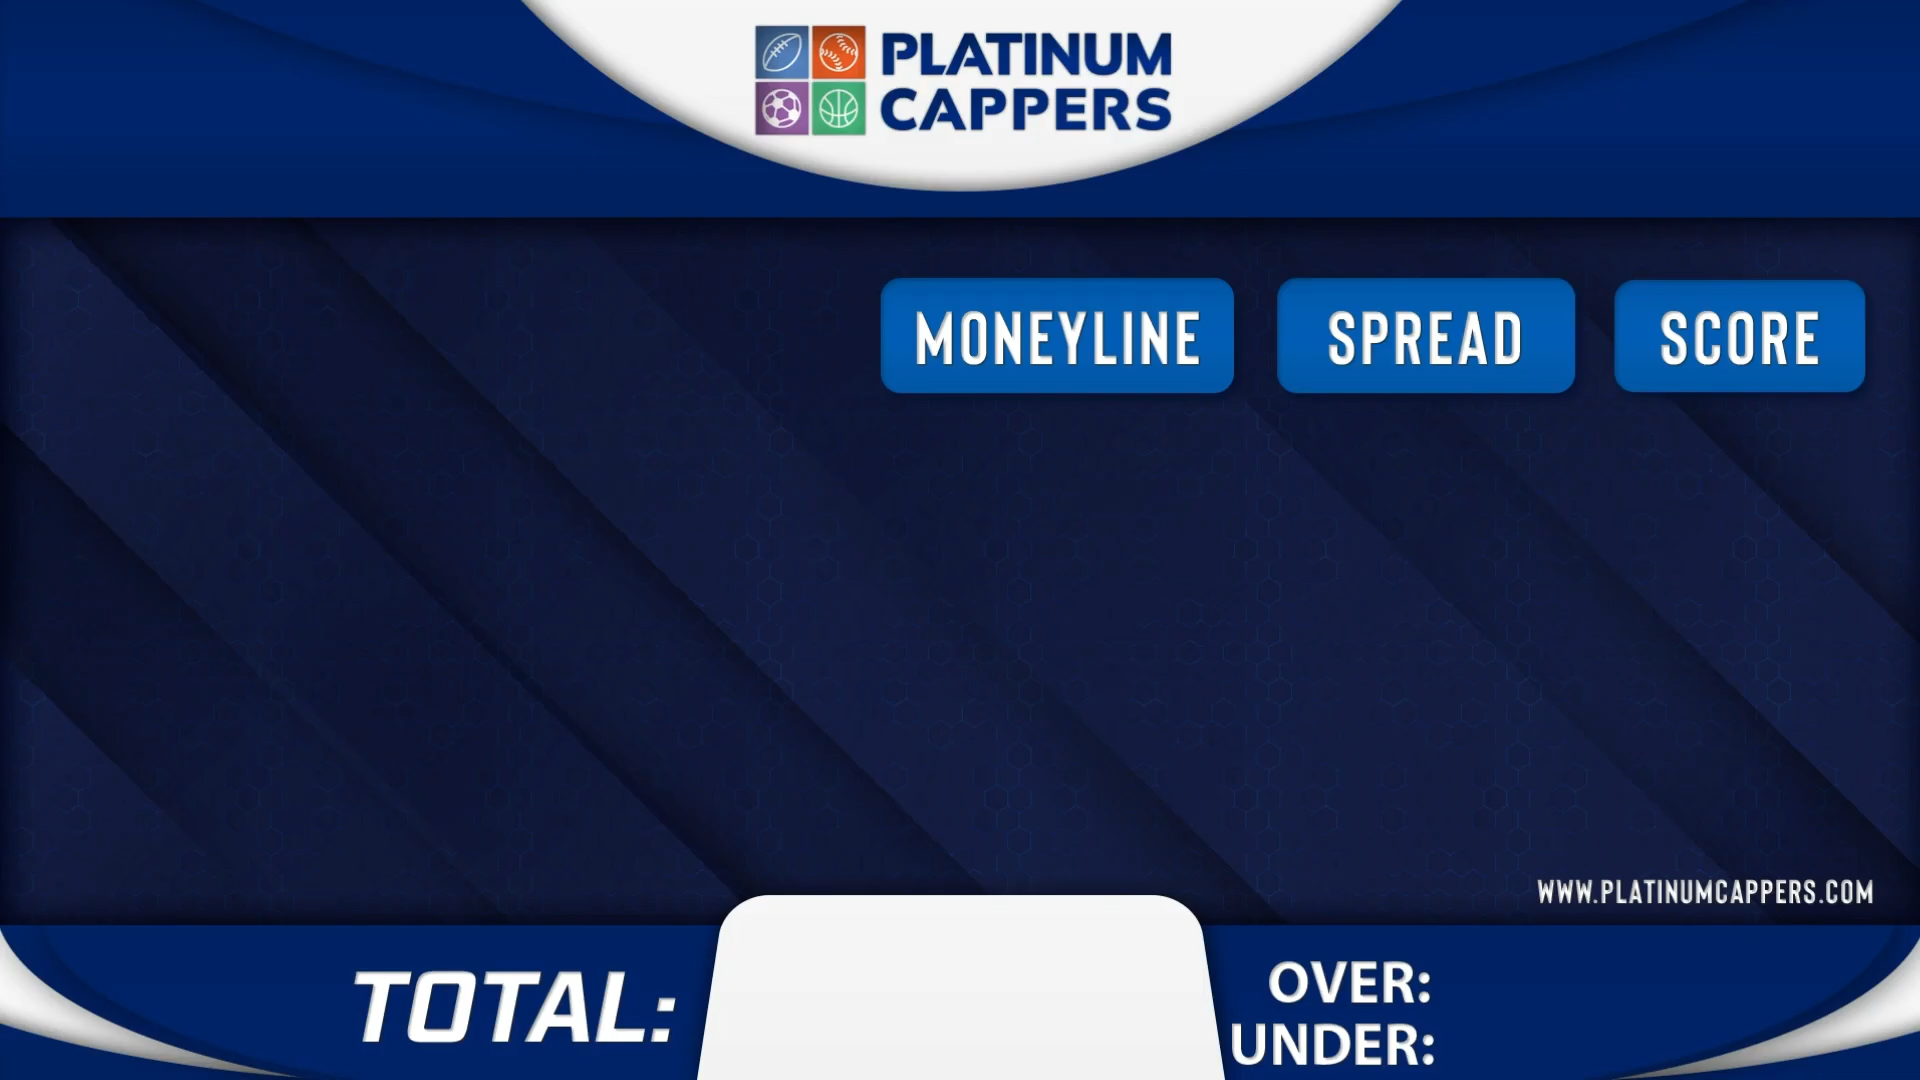 PLATINUM
CAPPERS
MONEYLINE
SPREAD
SCORE
WWW.PLATINUMCAPPERS.COM
TOTAL:
OVER:
UNDER: